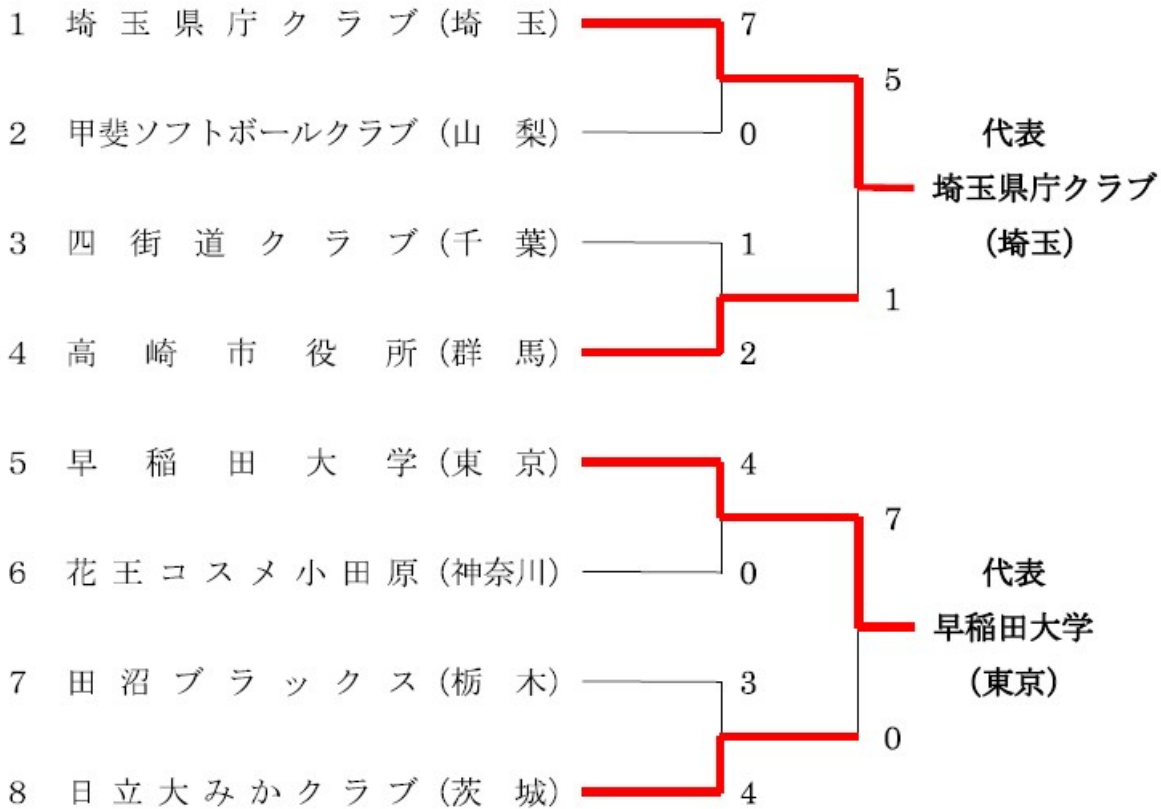 1 埼玉県庁クラブ(埼玉) 7
5
2 甲斐ソフトボールクラブ(山梨) 0
代表
埼玉県庁クラブ
(埼玉)
3 四街道クラブ(千葉) 1
1
4 高崎市役所(群馬) 2
5 早稲田大学(東京) 4
7
6 花王コスメ小田原(神奈川) 0
代表
早稲田大学
(東京)
7 田沼ブラックス(栃木) 3
0
8 日立大みかクラブ(茨城) 4